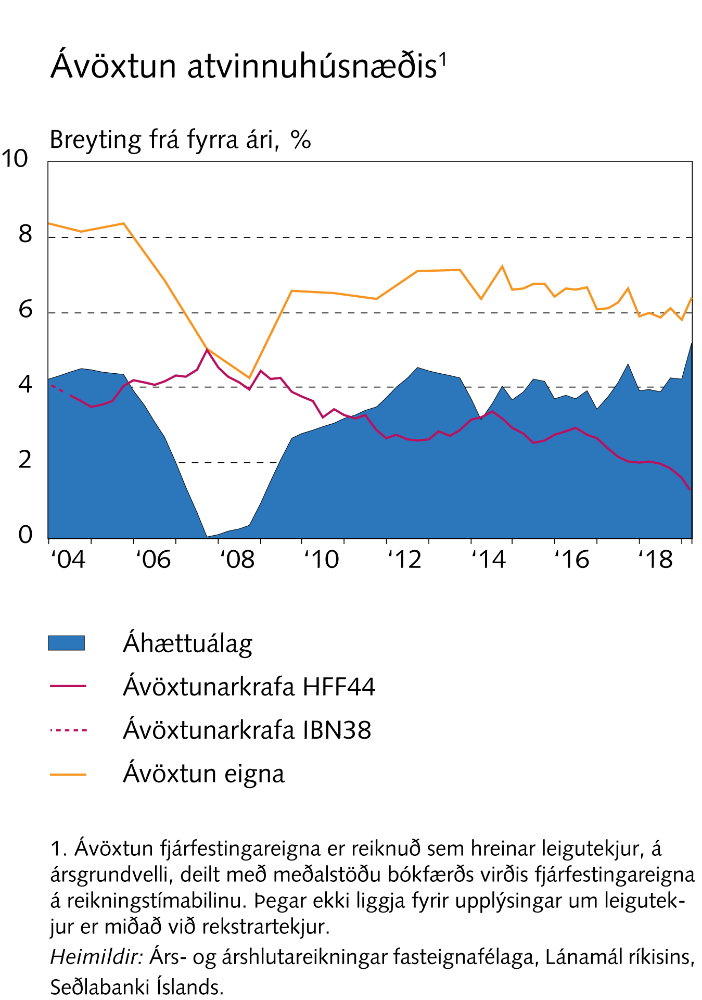 Ávöxtun atvinnuhúsnæðis¹
Breyting frá fyrra ári, %
10
8
6
4
2
0
‘04 ‘06 ‘08 ‘10 ‘12 ‘14 ‘16 ‘18
Áhættuálag
Ávöxtunarkrafa HFF44
Ávöxtunarkrafa IBN38
Ávöxtun eigna
1. Ávöxtun fjárfestingareigna er reiknuð sem hreinar leigutekjur, á
ársgrundvelli, deilt með meðalstöðu bókfærðs virðis fjárfestingareigna
á reikningstímabilinu. Þegar ekki liggja fyrir upplýsingar um leigutek-
jur er miðað við rekstrartekjur.
Heimildir: Árs- og árshlutareikningar fasteignafélaga, Lánamál ríkisins,
Seðlabanki Íslands.